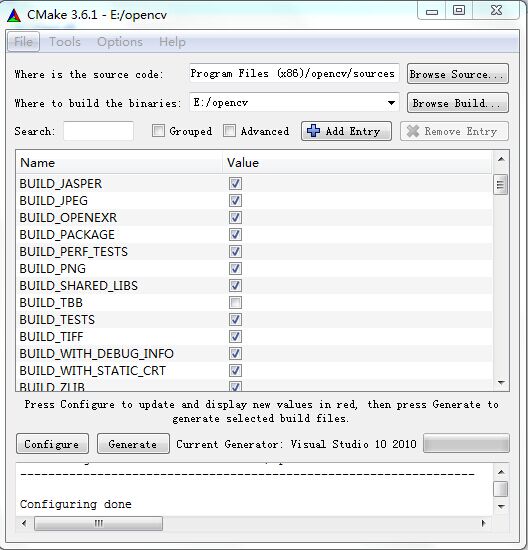 CMake 3.6.1 - E:/opencv
File Tools Options Help
Where is the source code: Program Files (x86)/opencv/sources Browse Source...
Where to build the binaries: E:/opencv Browse Build...
Search: Grouped Advanced Add Entry Remove Entry
Name Value
BUILD_JASPER
BUILD_JPEG
BUILD_OPENEXR
BUILD_PACKAGE
BUILD_PERF_TESTS
BUILD_PNG
BUILD_SHARED_LIBS
BUILD_TBB
BUILD_TESTS
BUILD_TIFF
BUILD_WITH_DEBUG_INFO
BUILD_WITH_STATIC_CRT
BUILD_ZLIB
Press Configure to update and display new values in red, then press Generate to
generate selected build files.
Configure Generate Current Generator: Visual Studio 10 2010
Configuring done